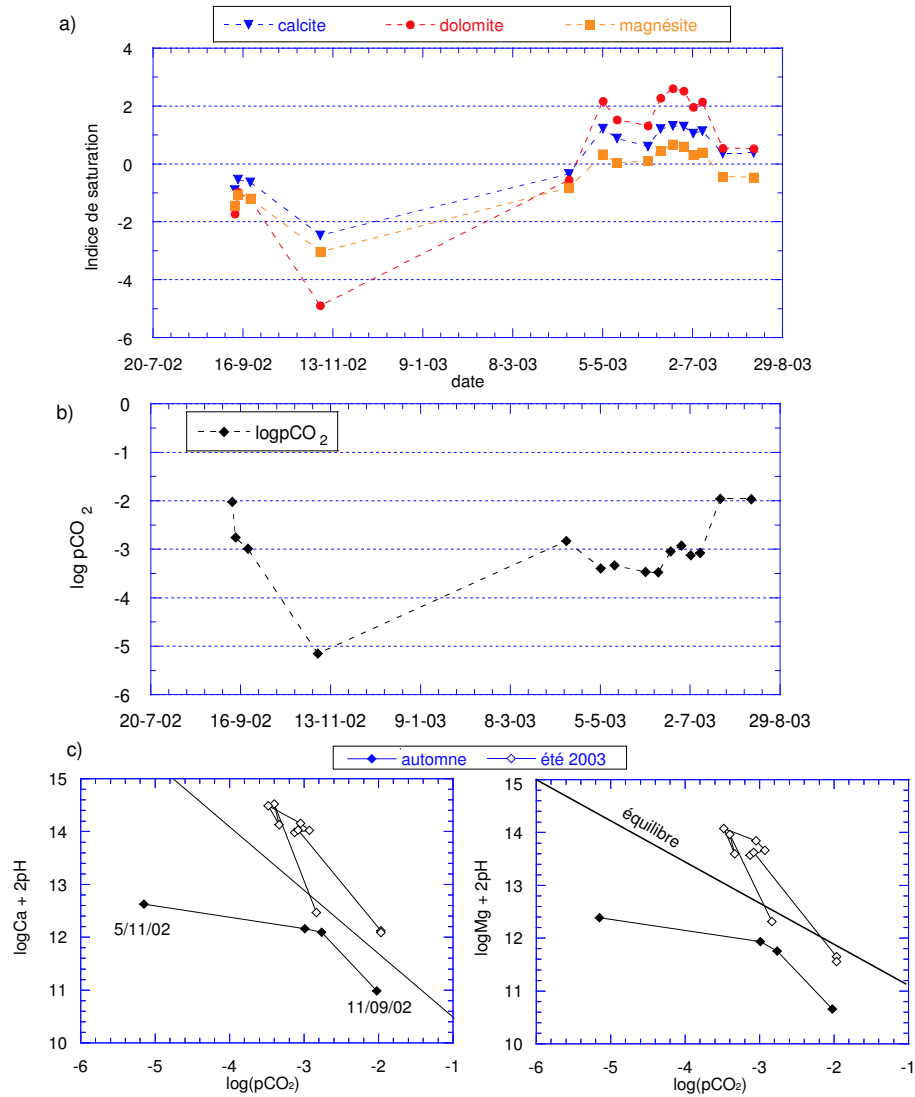 a)
calcite dolomite magnésite
4
2
0
-2
-4
-6
Indice de saturation
20-7-02 16-9-02 13-11-02 9-1-03 8-3-03 5-5-03 2-7-03 29-8-03
date
b)
logpCO2
0
-1
-2
-3
-4
-5
-6
log pCO2
20-7-02 16-9-02 13-11-02 9-1-03 8-3-03 5-5-03 2-7-03 29-8-03
c)
automne été 2003
15
14
13
12
11
10
logCa + 2pH
5/11/02
11/09/02
-6 -5 -4 -3 -2 -1
log(pCO2)
15
14
13
12
11
10
logMg + 2pH
équilibre
-6 -5 -4 -3 -2 -1
log(pCO2)